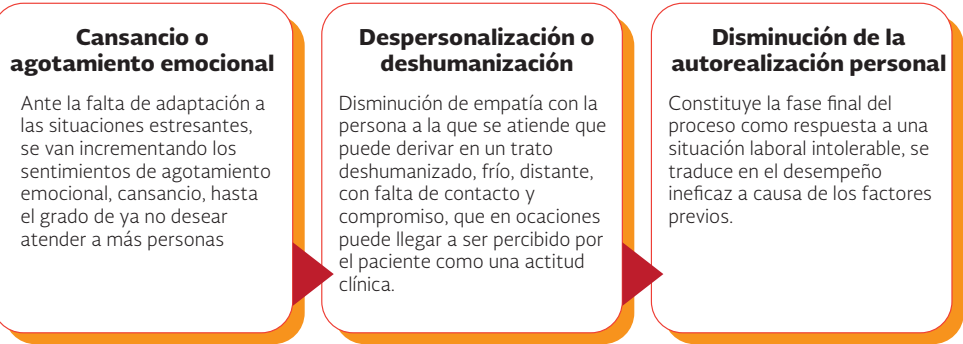 Cansancio o
agotamiento emocional
Ante la falta de adaptación a
las situaciones estresantes,
se van incrementando los
sentimientos de agotamiento
emocional, cansancio, hasta
el grado de ya no desear
atender a más personas
Despersonalización o
deshumanización
Disminución de empatía con la
persona a la que se atiende que
puede derivar en un trato
deshumanizado, frío, distante,
con falta de contacto y
compromiso, que en ocaciones
puede llegar a ser percibido por
el paciente como una actitud
clínica.
Disminución de la
autorealización personal
Constituye la fase final del
proceso como respuesta a una
situación laboral intolerable, se
traduce en el desempeño
ineficaz a causa de los factores
previos.